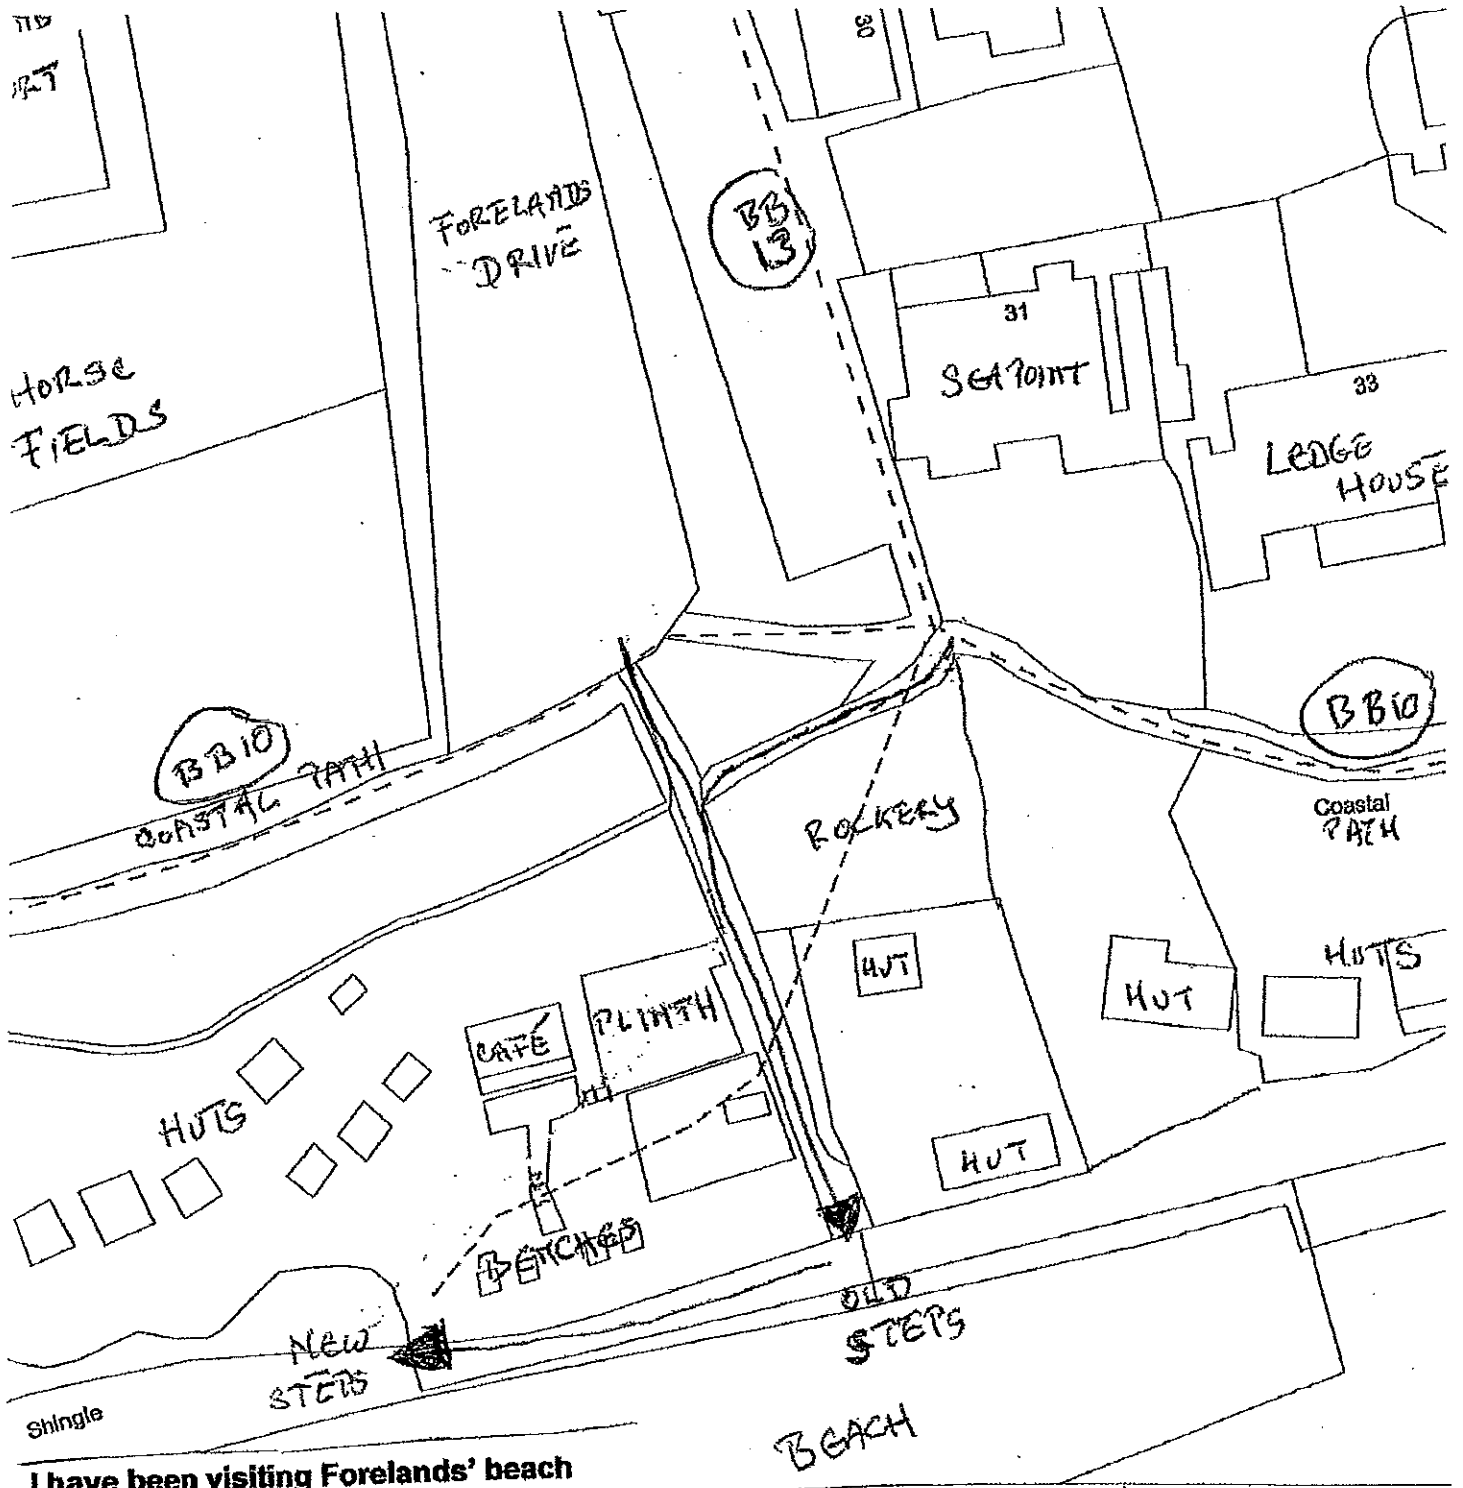 30
FORELANDS
DRIVE
BB
13
31
SEAPOINT
33
LEDGE
HOUSE
HORSE
FIELDS
BB10
COASTAL PATH
BB10
Coastal
PATH
ROCKERY
HUT
HUT
HUTS
CAFÉ
PLINTH
HUTS
HUT
BENCHES
OLD
STEPS
NEW
STEPS
Shingle
BEACH
I have been visiting Forelands' beach